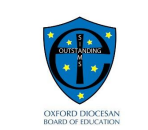 SIAMS
OUTSTANDING
OXFORD DIOCESAN
BOARD OF EDUCATION